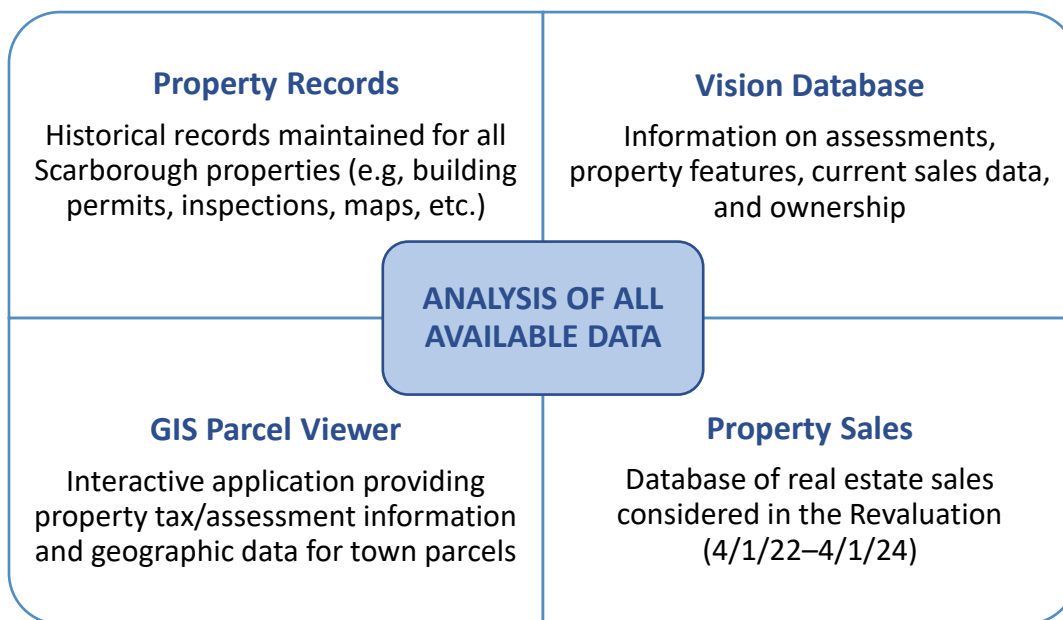 Property Records
Historical records maintained for all
Scarborough properties (e.g, building
permits, inspections, maps, etc.)
Vision Database
Information on assessments,
property features, current sales data,
and ownership
ANALYSIS OF ALL
AVAILABLE DATA
GIS Parcel Viewer
Interactive application providing
property tax/assessment information
and geographic data for town parcels
Property Sales
Database of real estate sales
considered in the Revaluation
(4/1/22–4/1/24)